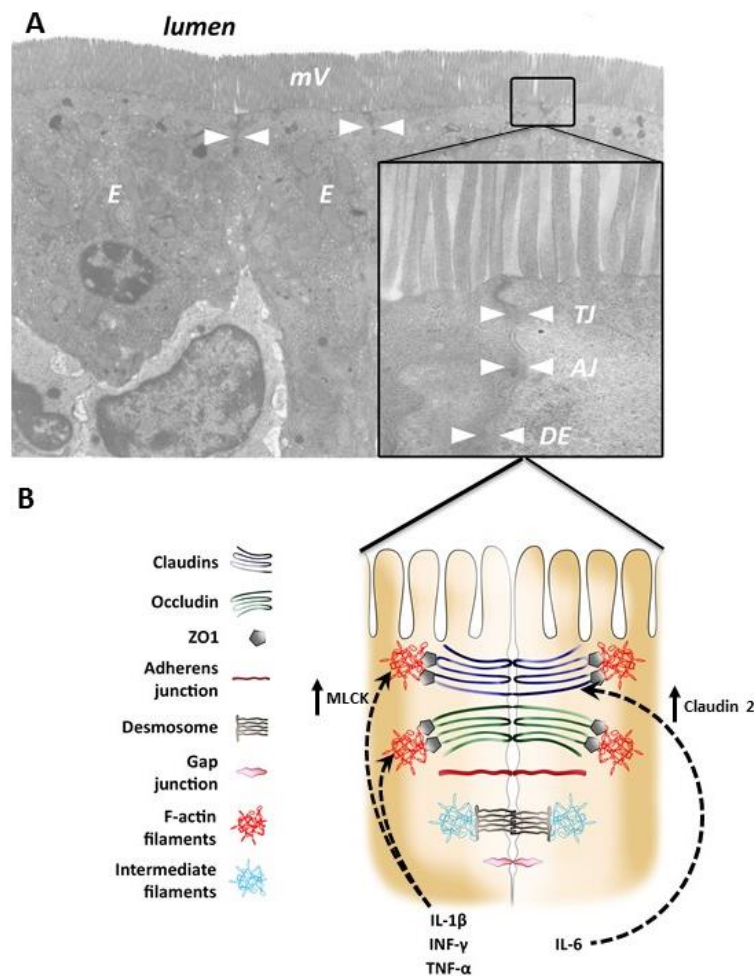 A
lumen
mV
E
E
TJ
AJ
DE
B
Claudins
Occludin
ZO1
Adherens
junction
Desmosome
Gap
junction
F-actin
filaments
Intermediate
filaments
MLCK
Claudin 2
IL-1β
INF-γ
TNF-α
IL-6